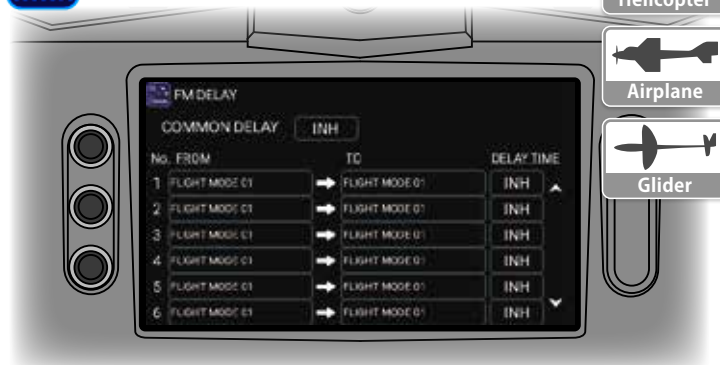 Helicopter
Airplane
Glider
FM DELAY
COMMON DELAY INH
No. FROM TO DELAY TIME
1 FLIGHT MODE 01 FLIGHT MODE 01 INH
2 FLIGHT MODE 01 FLIGHT MODE 01 INH
3 FLIGHT MODE 01 FLIGHT MODE 01 INH
4 FLIGHT MODE 01 FLIGHT MODE 01 INH
5 FLIGHT MODE 01 FLIGHT MODE 01 INH
6 FLIGHT MODE 01 FLIGHT MODE 01 INH